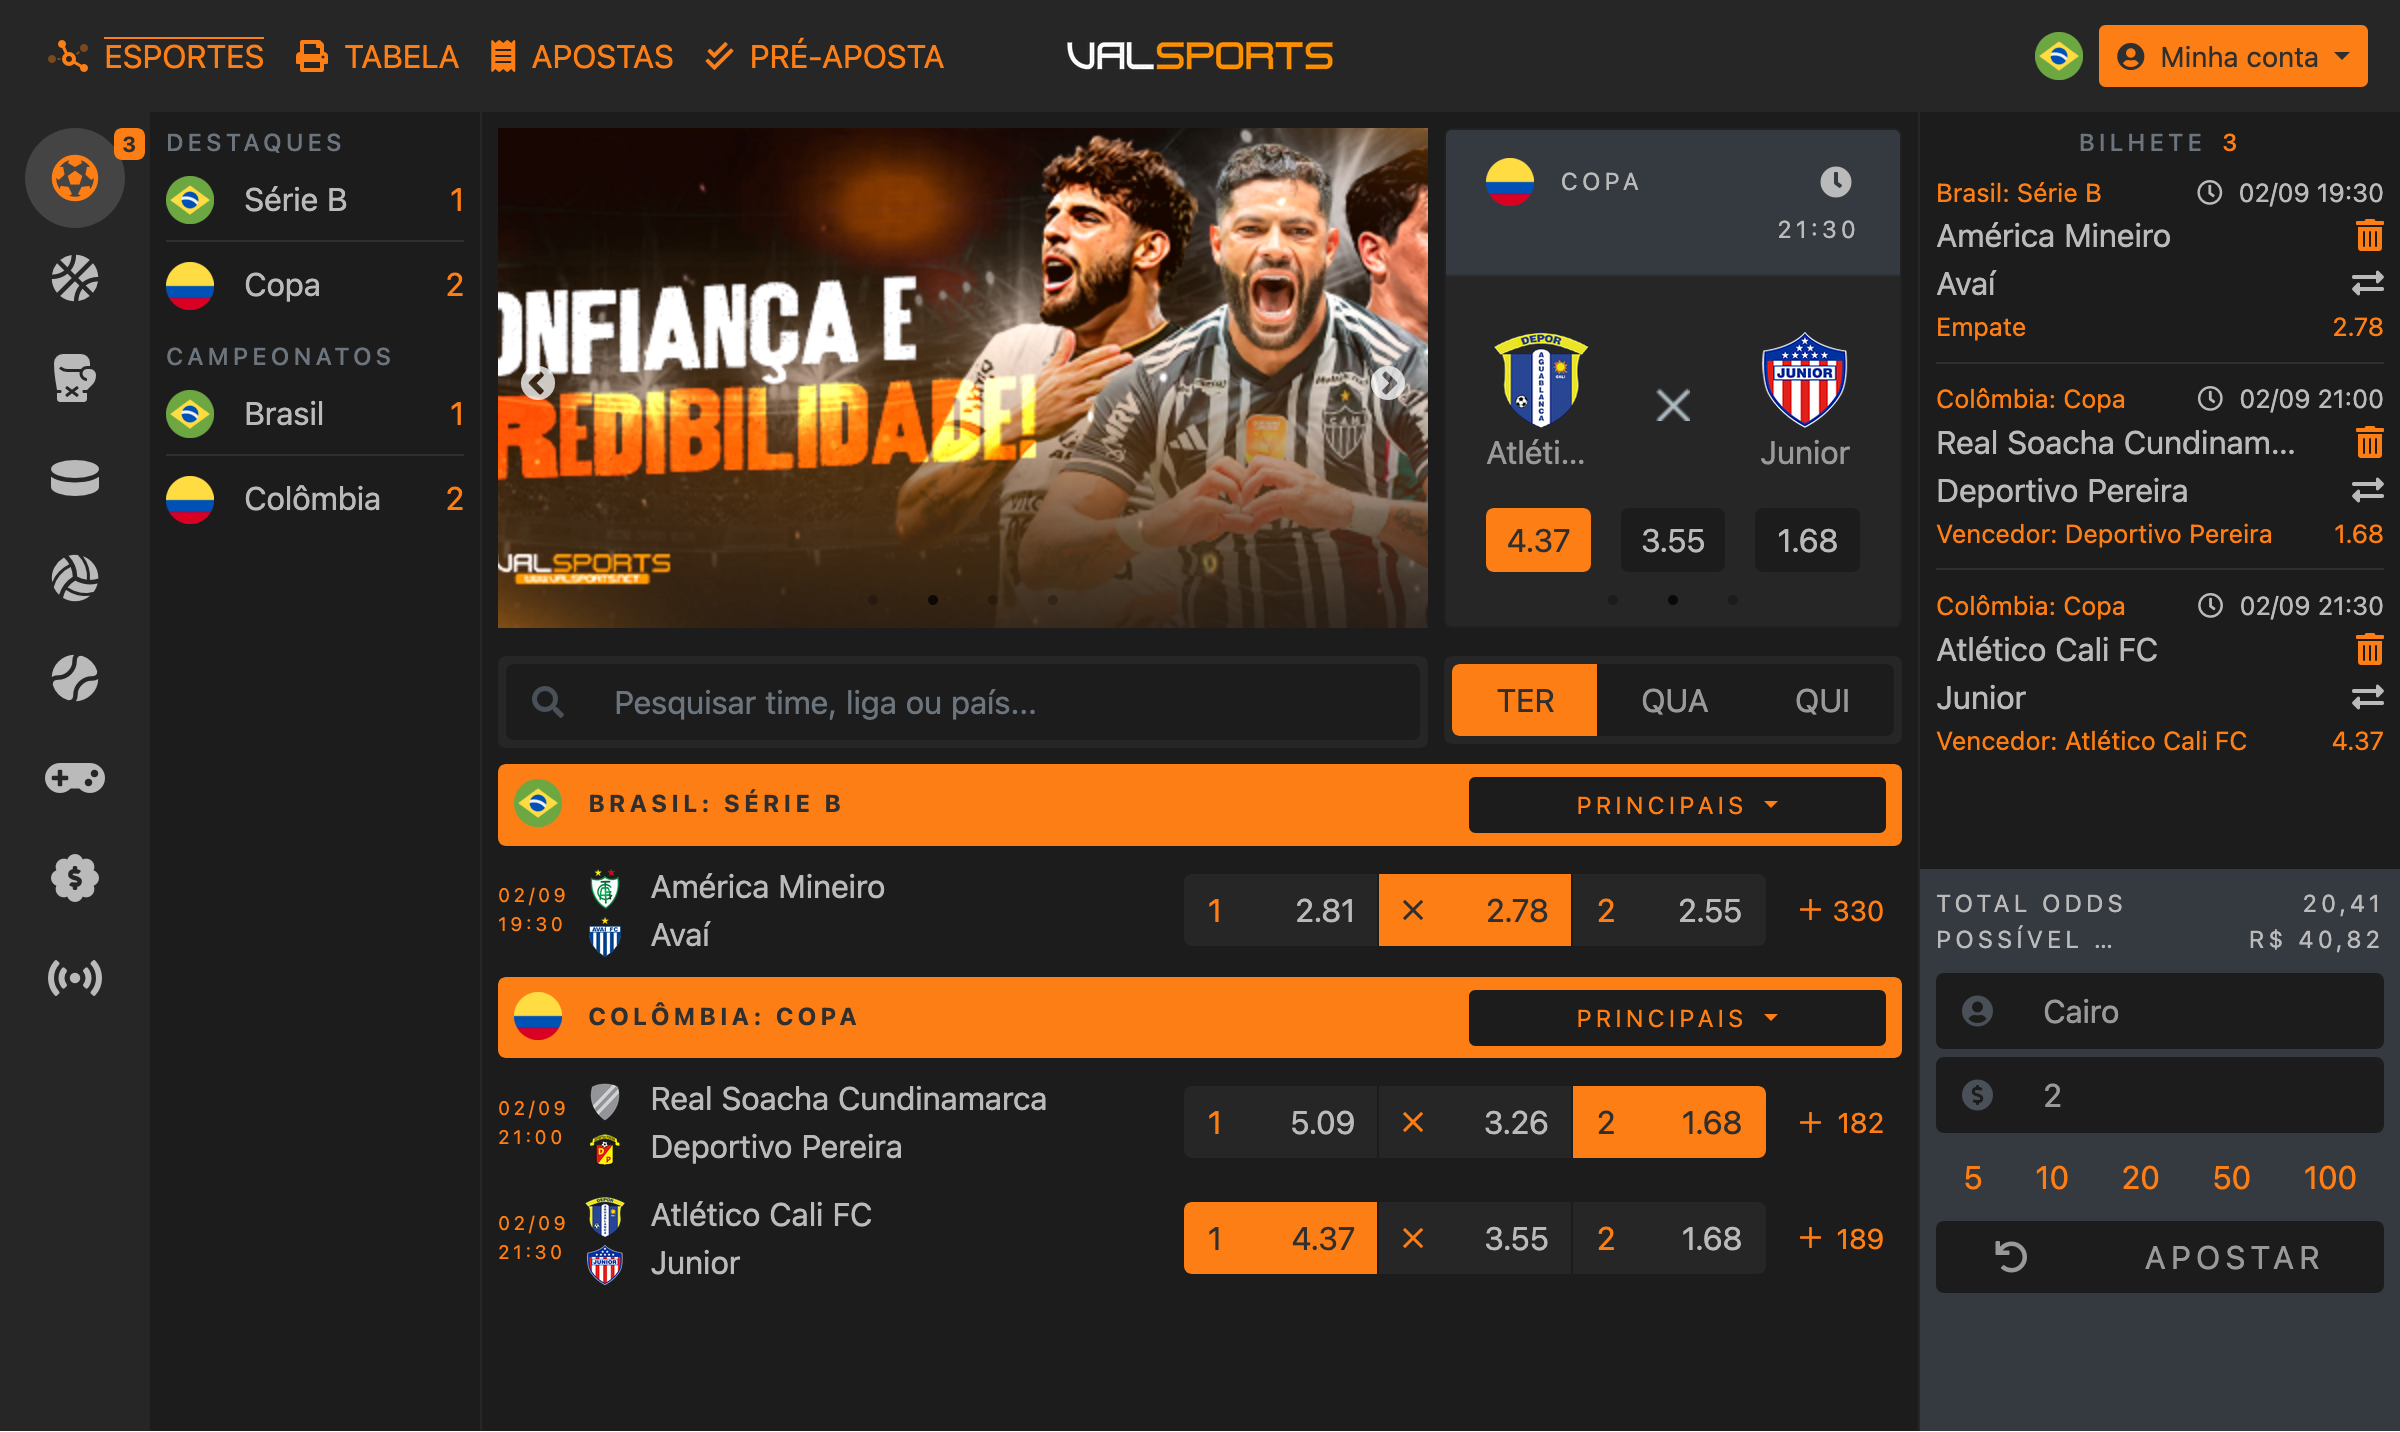 ESPORTES
TABELA
APOSTAS
PRÉ-APOSTA
VALSPORTS
Minha conta
3
DESTAQUES
Série B 1
Copa 2
CAMPEONATOS
Brasil 1
Colômbia 2
ONFIANÇA E
REDIBILIDADE!
VALSPORTS
WWW.VALSPORTS.NET
COPA
21:30
DEPOR
AGUABLANCA
JUNIOR
Atléti...
Junior
4.37 3.55 1.68
Pesquisar time, liga ou país...
TER QUA QUI
BRASIL: SÉRIE B
PRINCIPAIS
02/09
19:30
América Mineiro
Avaí
1 2.81 × 2.78 2 2.55 + 330
COLÔMBIA: COPA
PRINCIPAIS
02/09
21:00
Real Soacha Cundinamarca
Deportivo Pereira
1 5.09 × 3.26 2 1.68 + 182
02/09
21:30
Atlético Cali FC
Junior
1 4.37 × 3.55 2 1.68 + 189
BILHETE 3
Brasil: Série B 02/09 19:30
América Mineiro
Avaí
Empate 2.78
Colômbia: Copa 02/09 21:00
Real Soacha Cundinam...
Deportivo Pereira
Vencedor: Deportivo Pereira 1.68
Colômbia: Copa 02/09 21:30
Atlético Cali FC
Junior
Vencedor: Atlético Cali FC 4.37
TOTAL ODDS 20,41
POSSÍVEL ... R$ 40,82
Cairo
2
5 10 20 50 100
APOSTAR